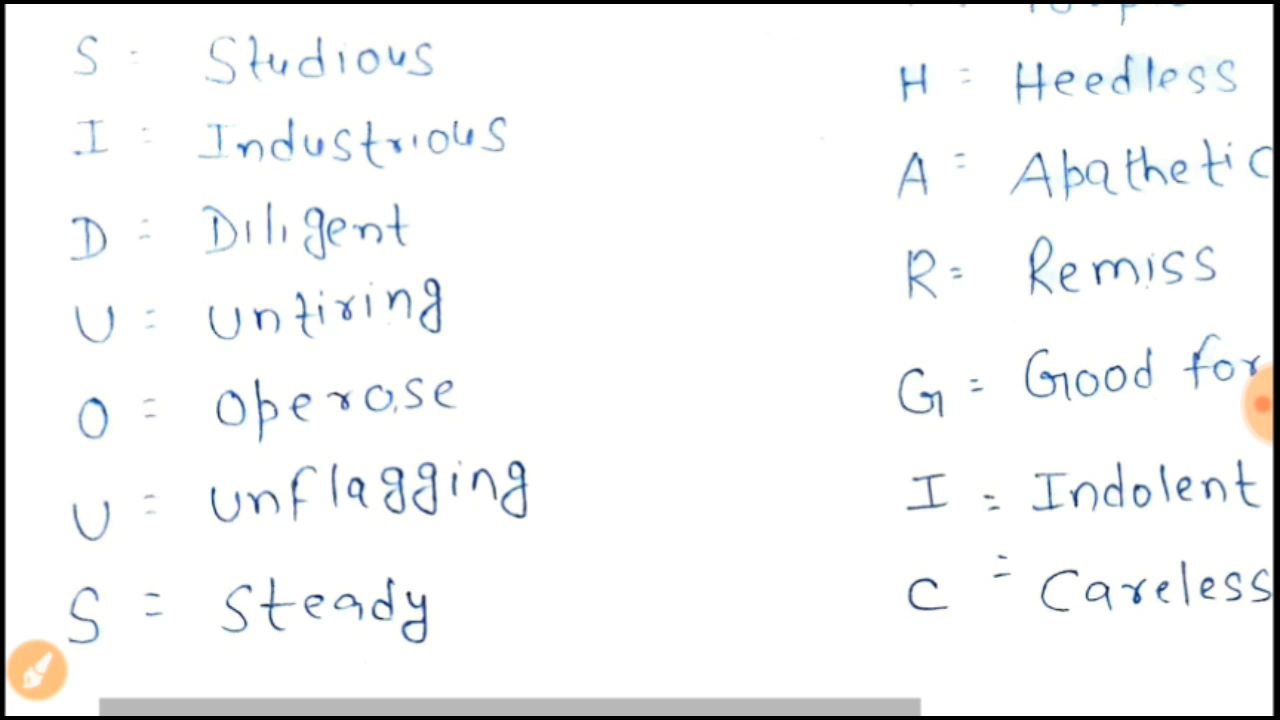 S = Studious
I = Industrious
D = Diligent
U = Untiring
O = Operose
U = Unflagging
S = Steady
H = Heedless
A = Apathetic
R = Remiss
G = Good for
I = Indolent
C = Careless